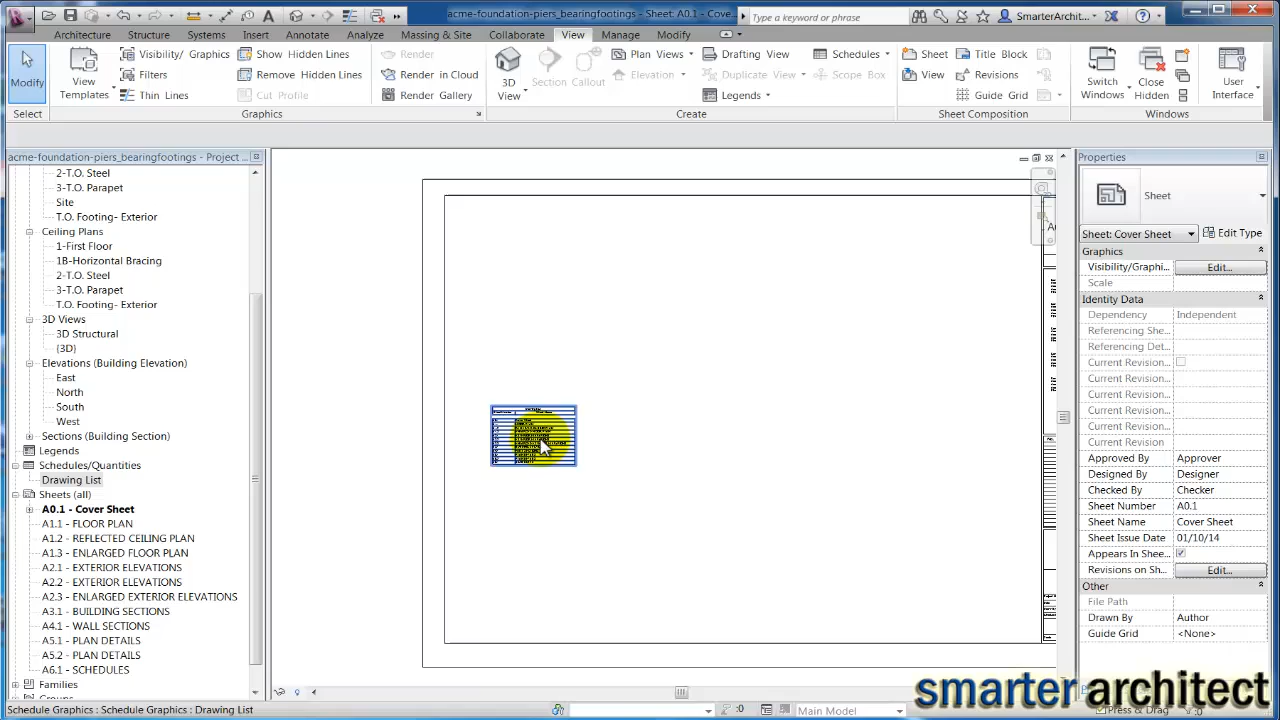 acme-foundation-piers_bearingfootings - Sheet: A0.1 - Cove...
Type a keyword or phrase
SmarterArchit...
Architecture
Structure
Systems
Insert
Annotate
Analyze
Massing & Site
Collaborate
View
Manage
Modify
Modify
View
Templates
Visibility/ Graphics
Filters
Thin Lines
Show Hidden Lines
Remove Hidden Lines
Cut Profile
Render
Render in Cloud
Render Gallery
3D
View
Section
Callout
Plan Views
Elevation
Drafting View
Duplicate View
Legends
Schedules
Scope Box
Sheet
View
Title Block
Revisions
Guide Grid
Switch
Windows
Close
Hidden
User
Interface
Select
Graphics
Create
Sheet Composition
Windows
acme-foundation-piers_bearingfootings - Project ...
2-T.O. Steel
3-T.O. Parapet
Site
T.O. Footing- Exterior
Ceiling Plans
1-First Floor
1B-Horizontal Bracing
2-T.O. Steel
3-T.O. Parapet
T.O. Footing- Exterior
3D Views
3D Structural
{3D}
Elevations (Building Elevation)
East
North
South
West
Sections (Building Section)
Legends
Schedules/Quantities
Drawing List
Sheets (all)
A0.1 - Cover Sheet
A1.1 - FLOOR PLAN
A1.2 - REFLECTED CEILING PLAN
A1.3 - ENLARGED FLOOR PLAN
A2.1 - EXTERIOR ELEVATIONS
A2.2 - EXTERIOR ELEVATIONS
A2.3 - ENLARGED EXTERIOR ELEVATIONS
A3.1 - BUILDING SECTIONS
A4.1 - WALL SECTIONS
A5.1 - PLAN DETAILS
A5.2 - PLAN DETAILS
A6.1 - SCHEDULES
Families
Groups
Properties
Sheet
Sheet: Cover Sheet
Edit Type
Graphics
Visibility/Graphi... Edit...
Scale
Identity Data
Dependency Independent
Referencing She...
Referencing Det...
Current Revision
Current Revision...
Current Revision...
Current Revision...
Current Revision...
Current Revision
Approved By Approver
Designed By Designer
Checked By Checker
Sheet Number A0.1
Sheet Name Cover Sheet
Sheet Issue Date 01/10/14
Appears In Shee...
Revisions on Sh... Edit...
Other
File Path
Drawn By Author
Guide Grid <None>
smarter architect
Schedule Graphics : Schedule Graphics : Drawing List
:0
Main Model
Press & Drag
:0